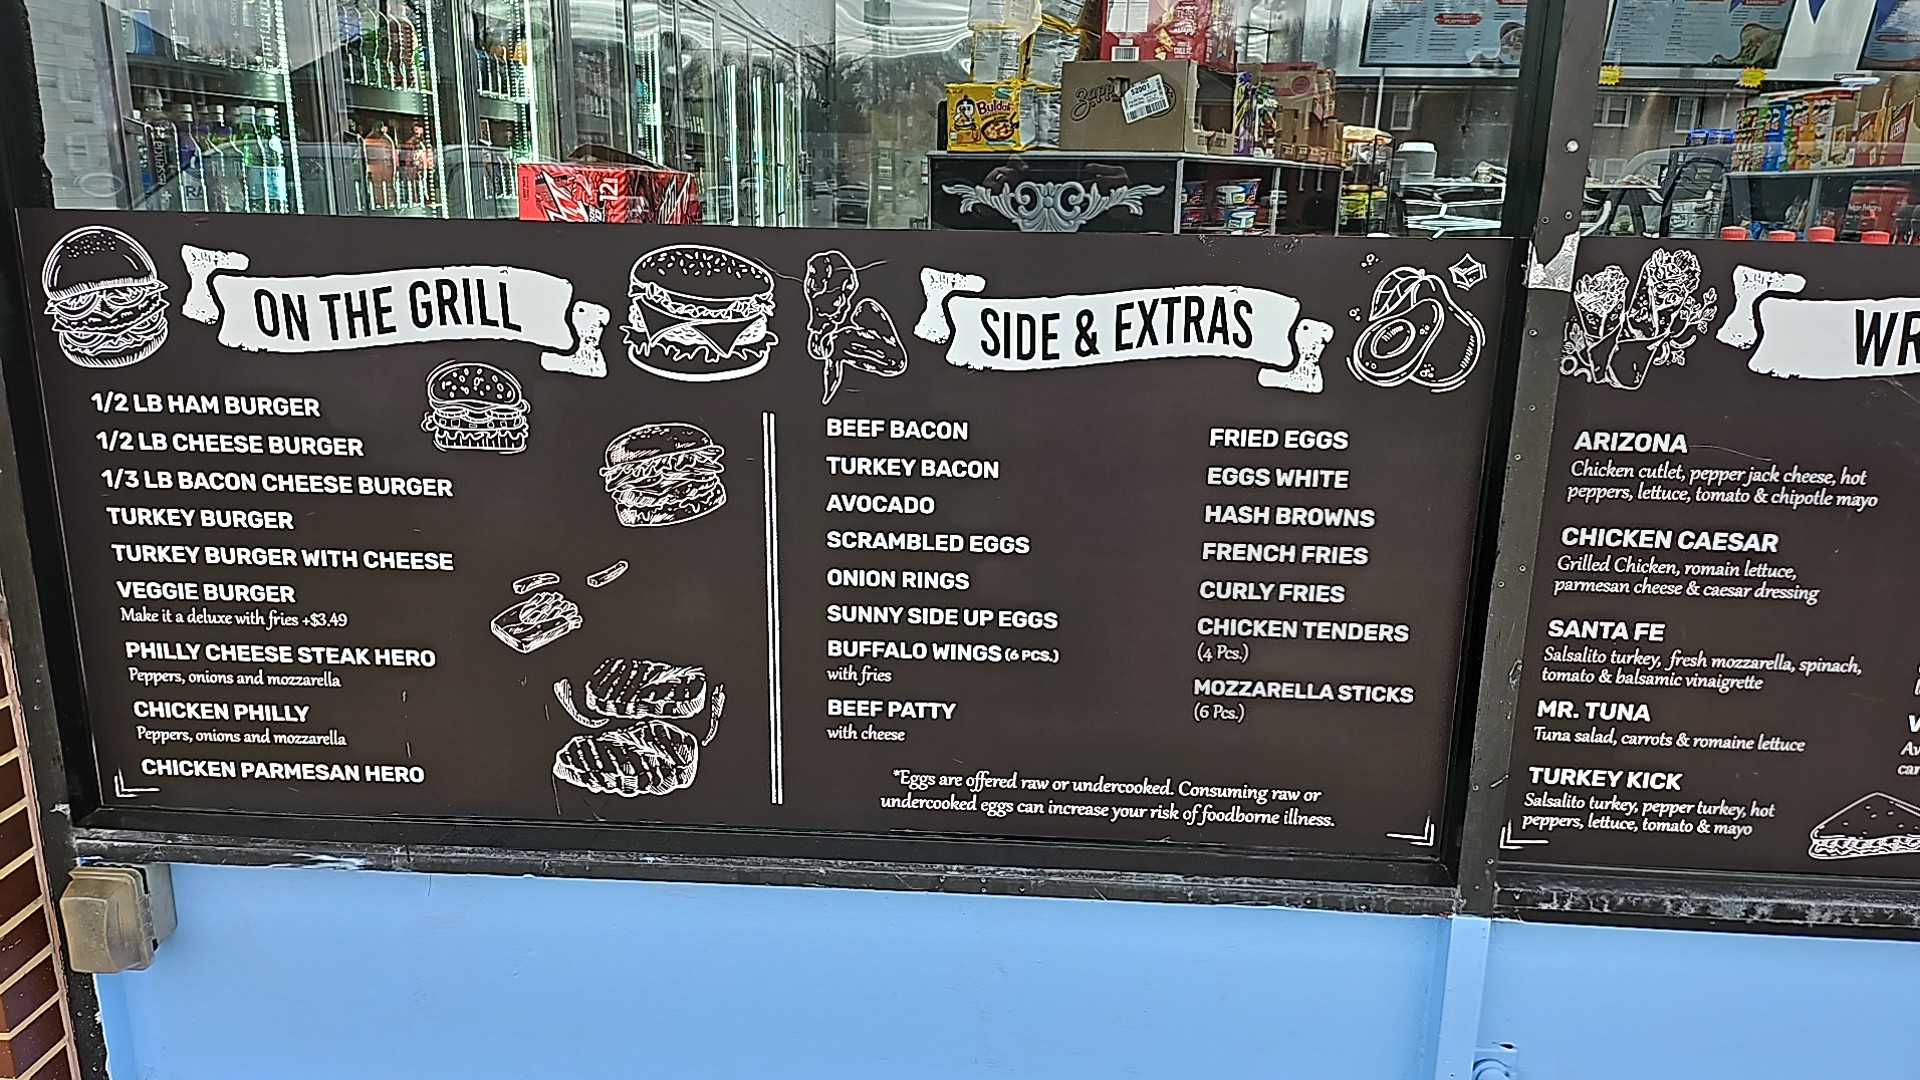 Buldak
52001
12
ON THE GRILL
1/2 LB HAM BURGER
1/2 LB CHEESE BURGER
1/3 LB BACON CHEESE BURGER
TURKEY BURGER
TURKEY BURGER WITH CHEESE
VEGGIE BURGER
Make it a deluxe with fries +$3.49
PHILLY CHEESE STEAK HERO
Peppers, onions and mozzarella
CHICKEN PHILLY
Peppers, onions and mozzarella
CHICKEN PARMESAN HERO
SIDE & EXTRAS
BEEF BACON
TURKEY BACON
AVOCADO
SCRAMBLED EGGS
ONION RINGS
SUNNY SIDE UP EGGS
BUFFALO WINGS (6 PCS.)
with fries
BEEF PATTY
with cheese
FRIED EGGS
EGGS WHITE
HASH BROWNS
FRENCH FRIES
CURLY FRIES
CHICKEN TENDERS
(4 Pcs.)
MOZZARELLA STICKS
(6 Pcs.)
*Eggs are offered raw or undercooked. Consuming raw or
undercooked eggs can increase your risk of foodborne illness.
WR
ARIZONA
Chicken cutlet, pepper jack cheese, hot
peppers, lettuce, tomato & chipotle mayo
CHICKEN CAESAR
Grilled Chicken, romain lettuce,
parmesan cheese & caesar dressing
SANTA FE
Salsalito turkey, fresh mozzarella, spinach,
tomato & balsamic vinaigrette
MR. TUNA
Tuna salad, carrots & romaine lettuce
TURKEY KICK
Salsalito turkey, pepper turkey, hot
peppers, lettuce, tomato & mayo